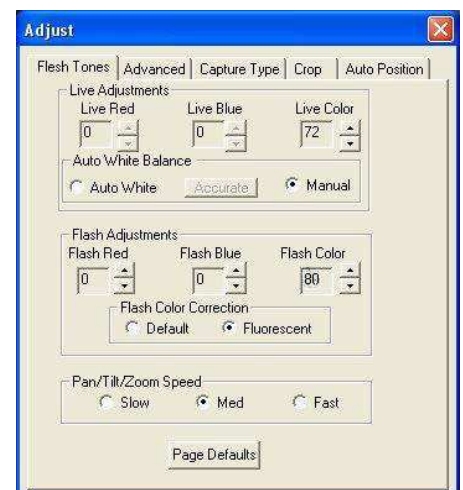 Adjust
Flesh Tones Advanced Capture Type Crop Auto Position
Live Adjustments
Live Red Live Blue Live Color
0 0 72
Auto White Balance
Auto White Accurate Manual
Flash Adjustments
Flash Red Flash Blue Flash Color
0 0 80
Flash Color Correction
Default Fluorescent
Pan/Tilt/Zoom Speed
Slow Med Fast
Page Defaults